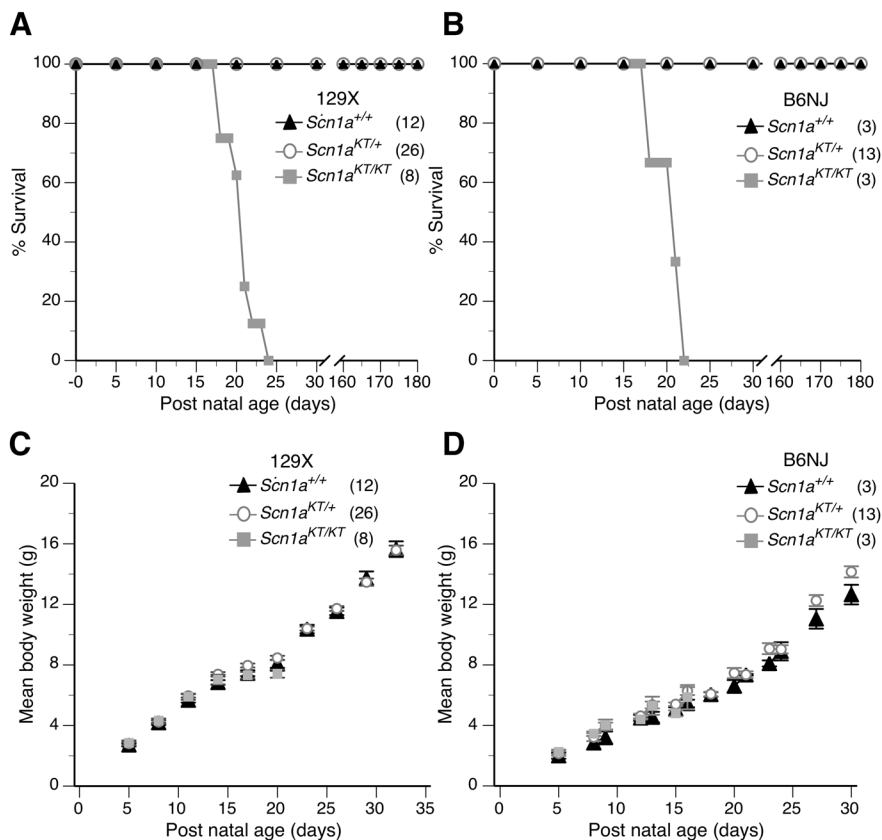 A
B
129X
Scn1a+/+ (12)
Scn1aKT/+ (26)
Scn1aKT/KT (8)
% Survival
100
80
60
40
20
0
-0 5 10 15 20 25 30 160 170 180
Post natal age (days)
B6NJ
Scn1a+/+ (3)
Scn1aKT/+ (13)
Scn1aKT/KT (3)
% Survival
100
80
60
40
20
0
0 5 10 15 20 25 30 160 170 180
Post natal age (days)
C
D
129X
Scn1a+/+ (12)
Scn1aKT/+ (26)
Scn1aKT/KT (8)
Mean body weight (g)
20
16
12
8
4
0
0 5 10 15 20 25 30 35
Post natal age (days)
B6NJ
Scn1a+/+ (3)
Scn1aKT/+ (13)
Scn1aKT/KT (3)
Mean body weight (g)
20
16
12
8
4
0
0 5 10 15 20 25 30
Post natal age (days)